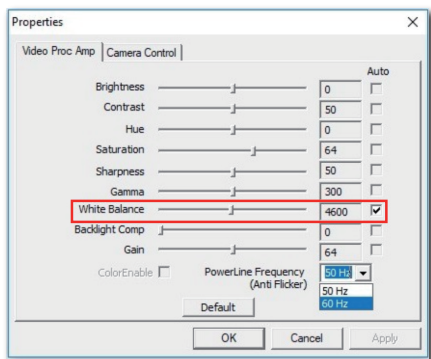 Properties
Video Proc Amp Camera Control
Auto
Brightness 0
Contrast 50
Hue 0
Saturation 64
Sharpness 50
Gamma 300
White Balance 4600
Backlight Comp 0
Gain 64
ColorEnable PowerLine Frequency 50 Hz
(Anti Flicker)
50 Hz
60 Hz
Default
OK Cancel Apply